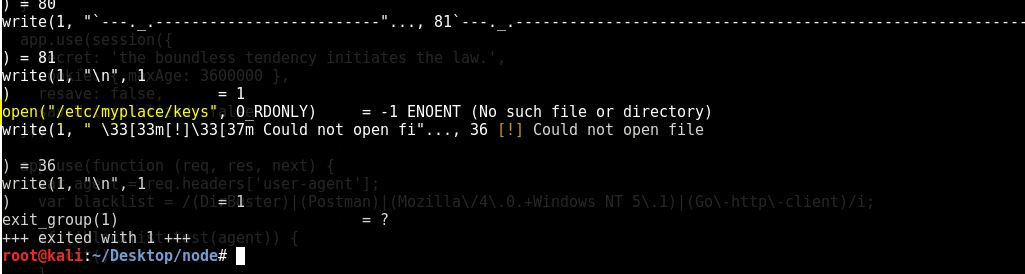 ) = 80
write(1, "`---._.-------------------------"..., 81`---._.---------------------------------------------------------
app.use(session({
) = 81
secret: 'the boundless tendency initiates the law.',
write(1, "\n", 1
cookie: { maxAge: 3600000 },
) = 1
resave: false,
open("/etc/myplace/keys", O_RDONLY) = -1 ENOENT (No such file or directory)
write(1, " \33[33m[!]\33[37m Could not open fi"..., 36 [!] Could not open file
) = 36
app.use(function (req, res, next) {
write(1, "\n", 1
req.headers['user-agent'];
) = 1
var blacklist = /(DirBuster)|(Postman)|(Mozilla\/4\.0.+Windows NT 5\.1)|(Go\-http\-client)/i;
exit_group(1) = ?
+++ exited with 1 +++
(agent)) {
root@kali:~/Desktop/node#